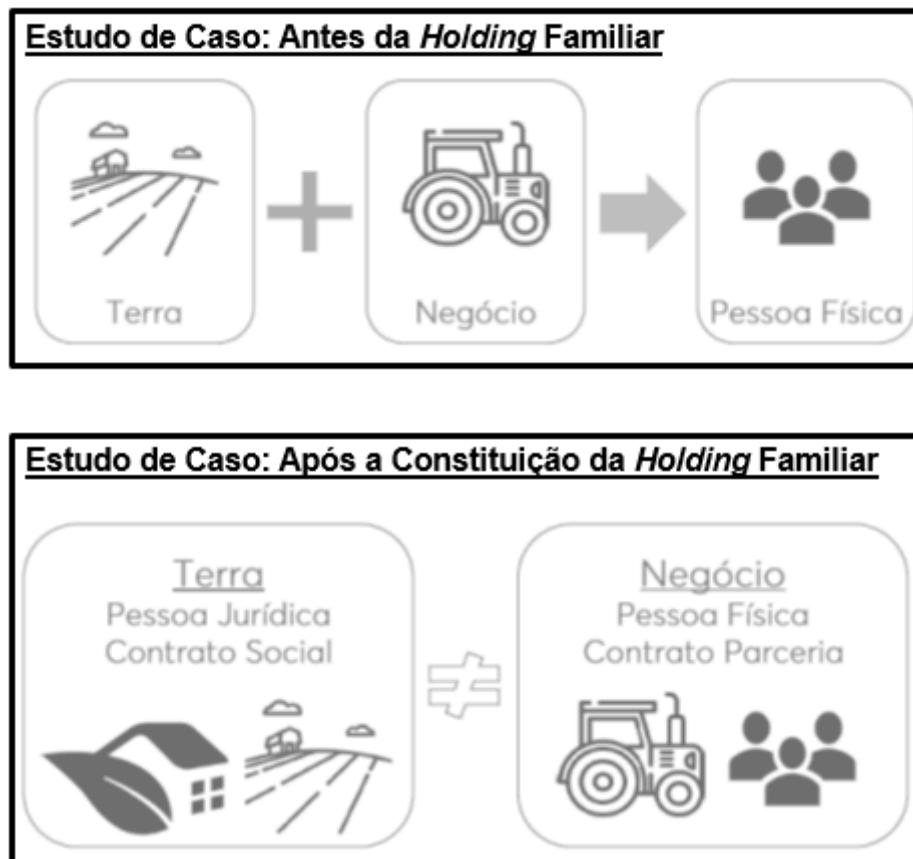 Estudo de Caso: Antes da Holding Familiar
Terra
Negócio
Pessoa Física
Estudo de Caso: Após a Constituição da Holding Familiar
Terra
Pessoa Jurídica
Contrato Social
Negócio
Pessoa Física
Contrato Parceria